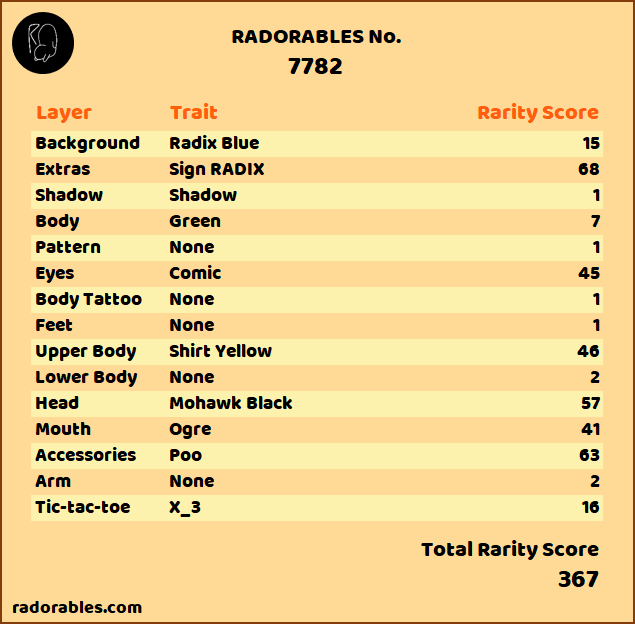 RADORABLES No.
7782
Layer Trait Rarity Score
Background Radix Blue 15
Extras Sign RADIX 68
Shadow Shadow 1
Body Green 7
Pattern None 1
Eyes Comic 45
Body Tattoo None 1
Feet None 1
Upper Body Shirt Yellow 46
Lower Body None 2
Head Mohawk Black 57
Mouth Ogre 41
Accessories Poo 63
Arm None 2
Tic-tac-toe X_3 16
Total Rarity Score
367
radorables.com